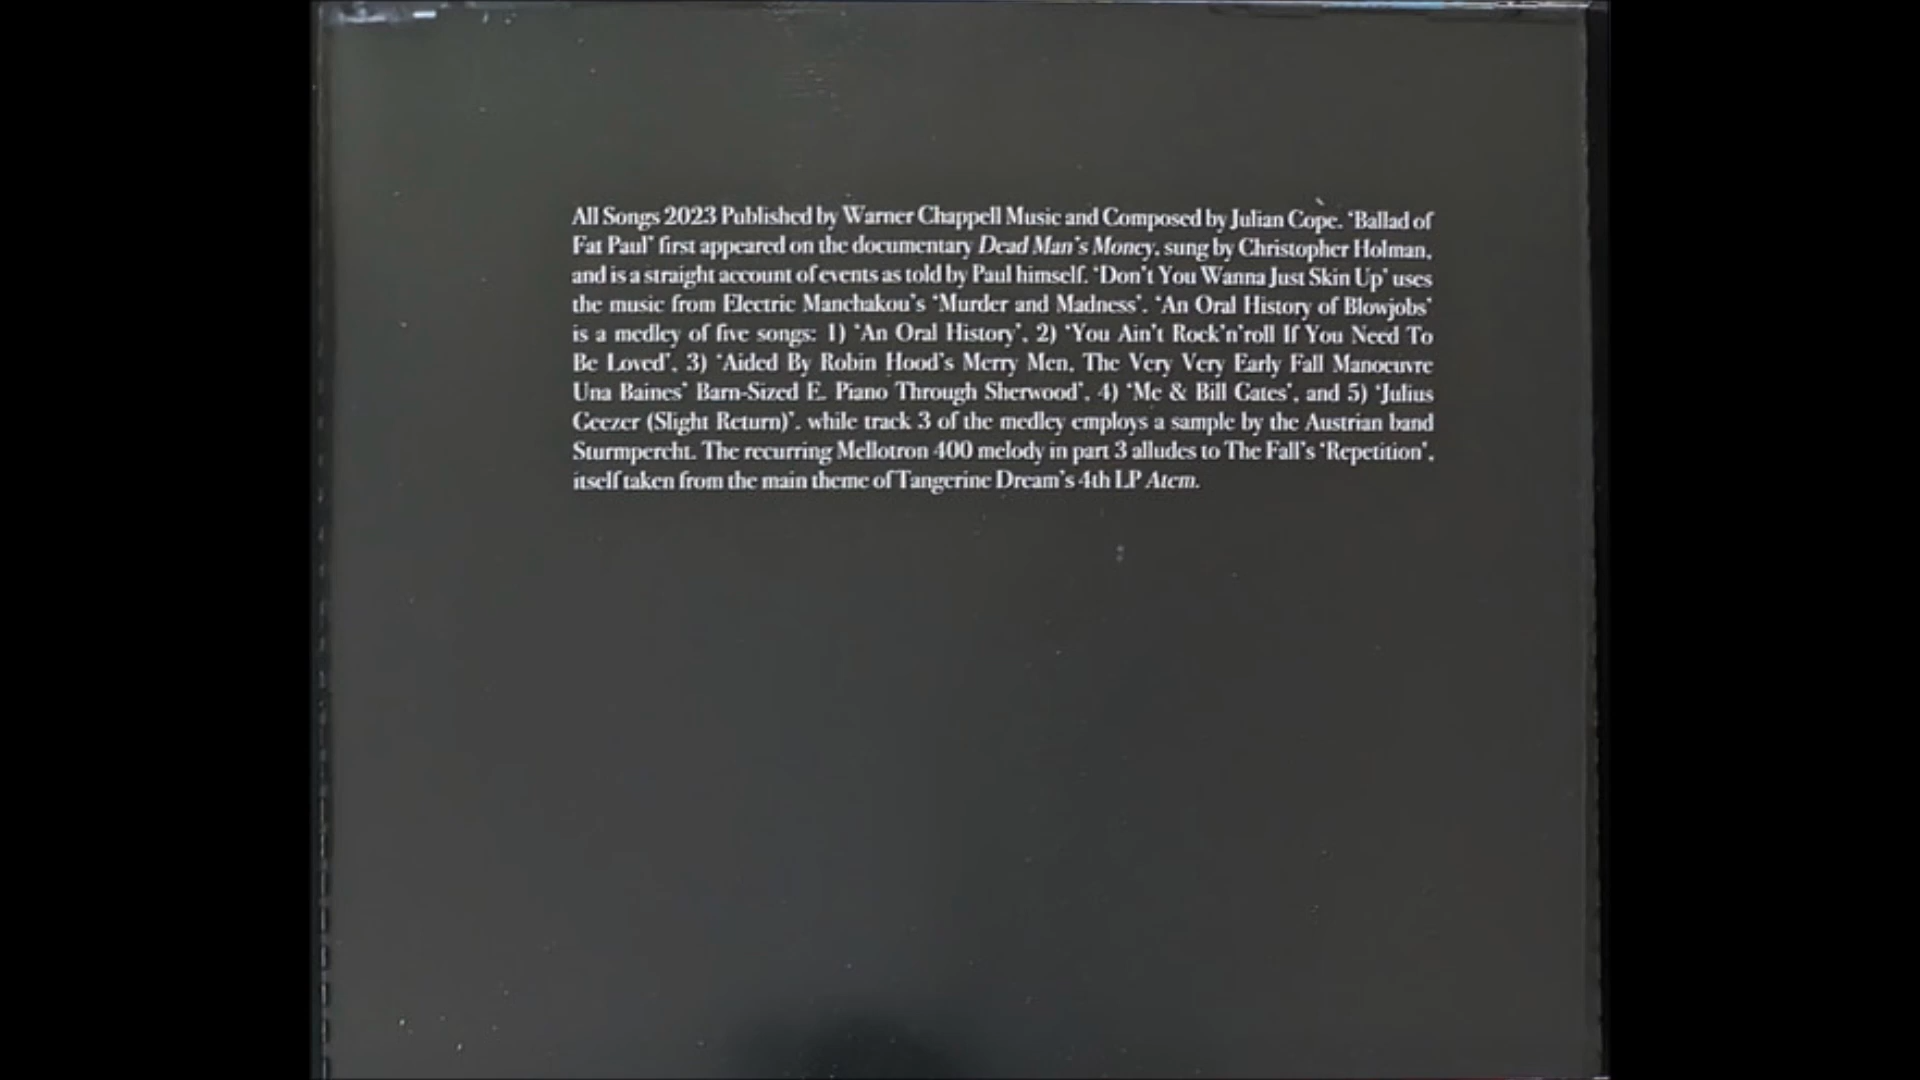 All Songs 2023 Published by Warner Chappell Music and Composed by Julian Cope. ‘Ballad of
Fat Paul’ first appeared on the documentary Dead Man’s Money, sung by Christopher Holman,
and is a straight account of events as told by Paul himself. ‘Don’t You Wanna Just Skin Up’ uses
the music from Electric Manchakou’s ‘Murder and Madness’. ‘An Oral History of Blowjobs’
is a medley of five songs: 1) ‘An Oral History’, 2) ‘You Ain’t Rock’n’roll If You Need To
Be Loved’, 3) ‘Aided By Robin Hood’s Merry Men, The Very Very Early Fall Manoeuvre
Una Baines’ Barn-Sized E. Piano Through Sherwood’, 4) ‘Me & Bill Gates’, and 5) ‘Julius
Geezer (Slight Return)’, while track 3 of the medley employs a sample by the Austrian band
Sturmpercht. The recurring Mellotron 400 melody in part 3 alludes to The Fall’s ‘Repetition’,
itself taken from the main theme of Tangerine Dream’s 4th LP Atem.